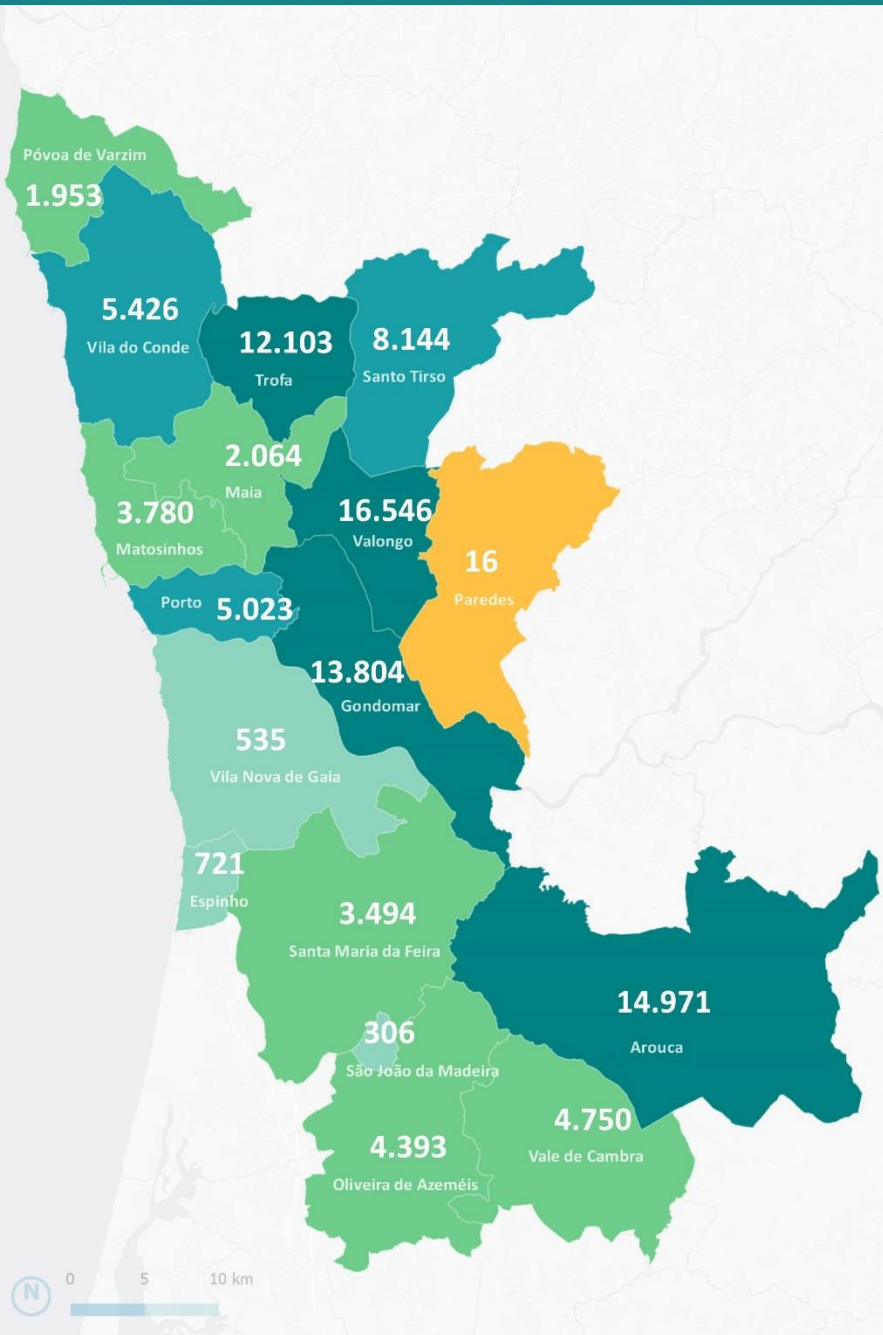 Póvoa de Varzim
1.953
5.426
Vila do Conde
12.103
Trofa
8.144
Santo Tirso
2.064
Maia
3.780
Matosinhos
16.546
Valongo
16
Paredes
Porto 5.023
13.804
Gondomar
535
Vila Nova de Gaia
721
Espinho
3.494
Santa Maria da Feira
14.971
Arouca
306
São João da Madeira
4.750
Vale de Cambra
4.393
Oliveira de Azeméis
N
0 5 10 km